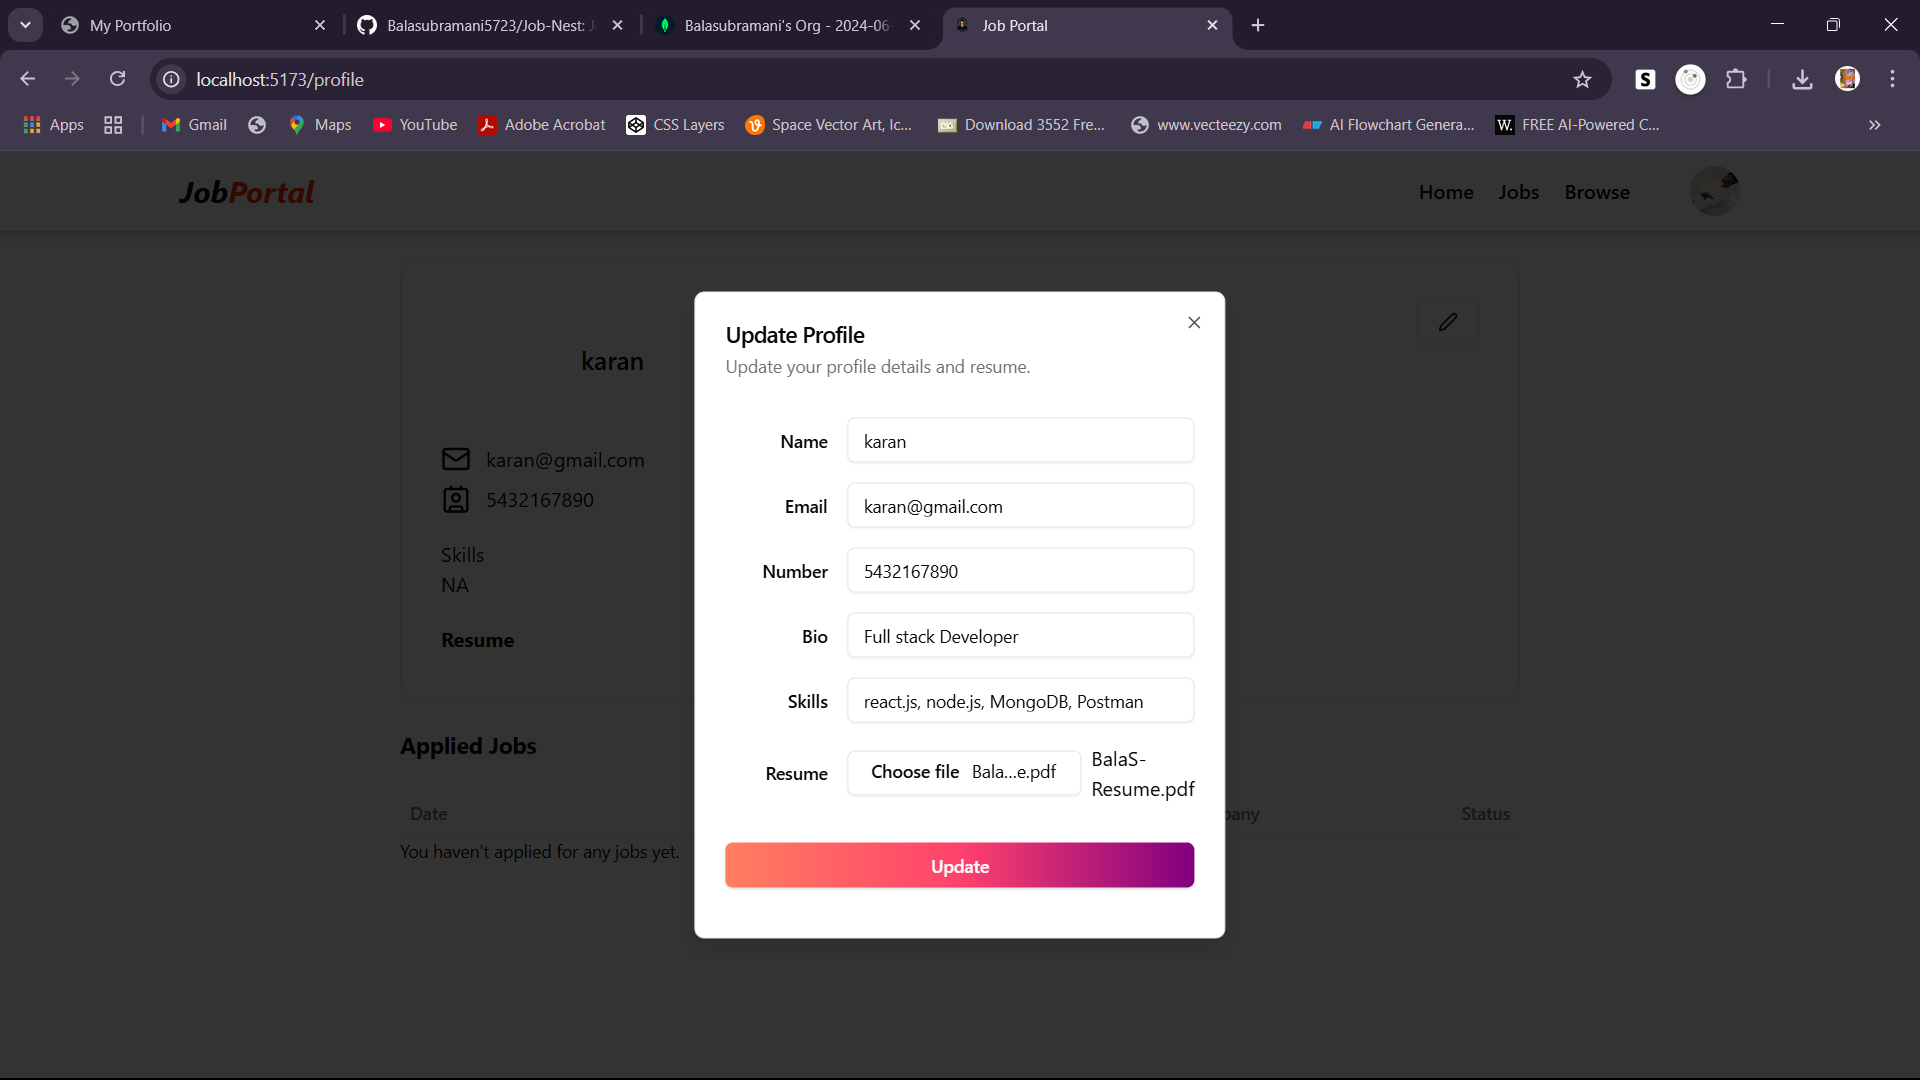 My Portfolio
Balasubramani5723/Job-Nest: J
Balasubramani's Org - 2024-06-
Job Portal
localhost:5173/profile
S
Apps
Gmail
Maps
YouTube
Adobe Acrobat
CSS Layers
Space Vector Art, Ic...
Download 3552 Fre...
www.vecteezy.com
AI Flowchart Genera...
W.
FREE AI-Powered C...
JobPortal
Home
Jobs
Browse
karan
karan@gmail.com
5432167890
Skills
NA
Resume
Update Profile
Update your profile details and resume.
Name
karan
Email
karan@gmail.com
Number
5432167890
Bio
Full stack Developer
Skills
react.js, node.js, MongoDB, Postman
Resume
Choose file Bala...e.pdf
BalaS-
Resume.pdf
Update
Applied Jobs
Date
pany
Status
You haven't applied for any jobs yet.